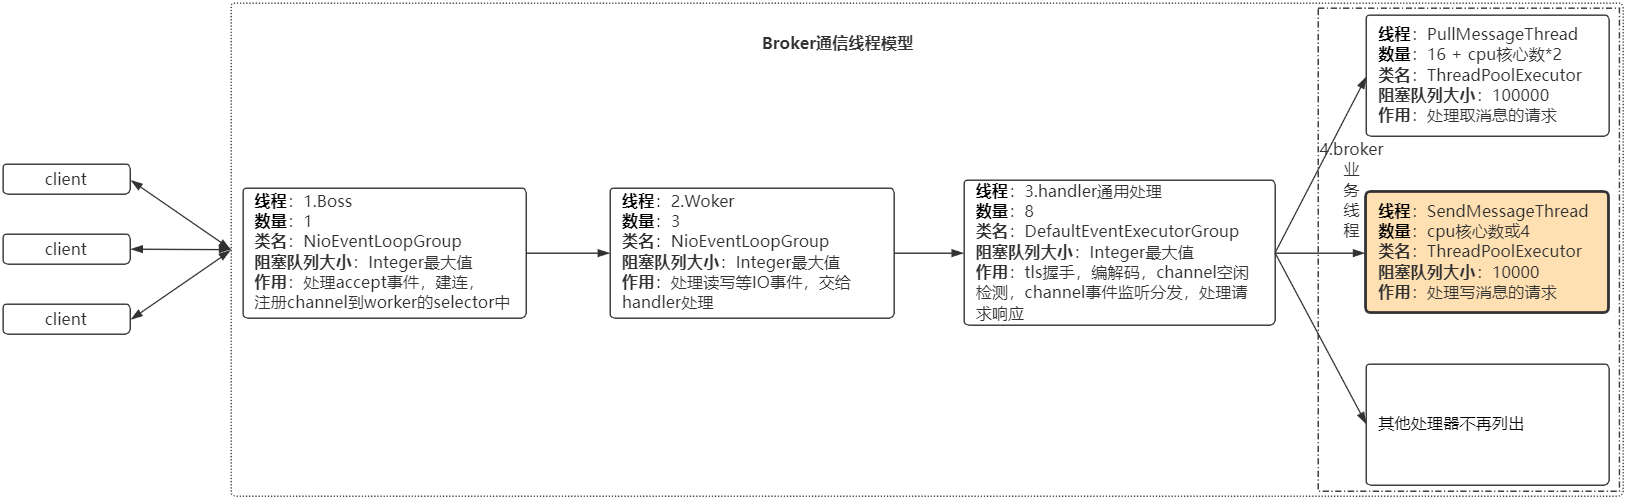 Broker通信线程模型
client
client
client
线程：1.Boss
数量：1
类名：NioEventLoopGroup
阻塞队列大小：Integer最大值
作用：处理accept事件，建连，
注册channel到worker的selector中
线程：2.Woker
数量：3
类名：NioEventLoopGroup
阻塞队列大小：Integer最大值
作用：处理读写等IO事件，交给
handler处理
线程：3.handler通用处理
数量：8
类名：DefaultEventExecutorGroup
阻塞队列大小：Integer最大值
作用：tls握手，编解码，channel空闲
检测，channel事件监听分发，处理请
求响应
4.broker
业
务
线
程
线程：PullMessageThread
数量：16 + cpu核心数*2
类名：ThreadPoolExecutor
阻塞队列大小：100000
作用：处理取消息的请求
线程：SendMessageThread
数量：cpu核心数或4
类名：ThreadPoolExecutor
阻塞队列大小：10000
作用：处理写消息的请求
其他处理器不再列出